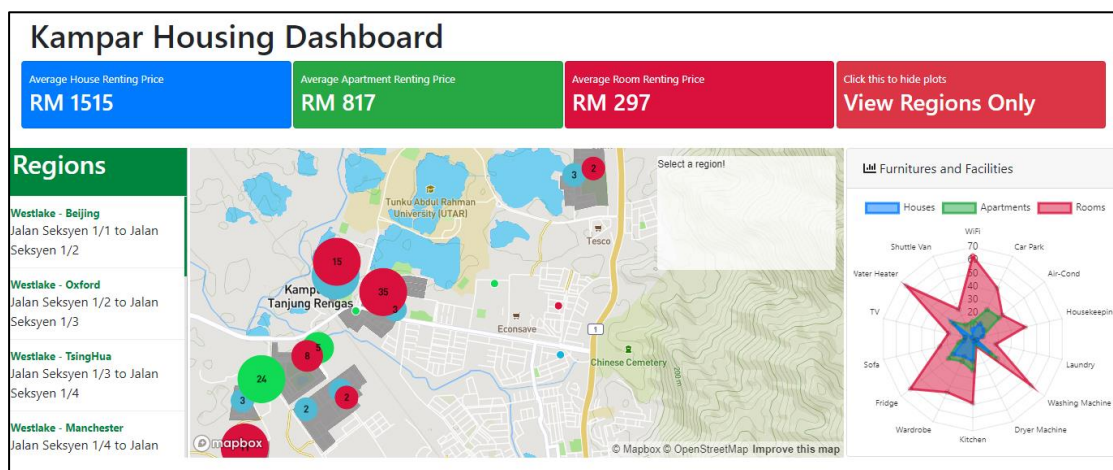 Kampar Housing Dashboard
Average House Renting Price
RM 1515
Average Apartment Renting Price
RM 817
Average Room Renting Price
RM 297
Click this to hide plots
View Regions Only
Regions
Westlake - Beijing
Jalan Seksyen 1/1 to Jalan
Seksyen 1/2
Westlake - Oxford
Jalan Seksyen 1/2 to Jalan
Seksyen 1/3
Westlake - TsingHua
Jalan Seksyen 1/3 to Jalan
Seksyen 1/4
Westlake - Manchester
Jalan Seksyen 1/4 to Jalan
Select a region!
3
2
Tunku Abdul Rahman
University (UTAR)
Tesco
15
35
Kamp
Tanjung Rengas
3
Econsave
1
Chinese Cemetery
200 m
5
8
24
3
2
2
mapbox
© Mapbox © OpenStreetMap Improve this map
Furnitures and Facilities
Houses
Apartments
Rooms
WiFi
70
Shuttle Van
Car Park
Air-Cond
Vater Heater
30
20
Housekeepin
TV
Sofa
Laundry
Fridge
Washing Machine
Wardrobe
Dryer Machine
Kitchen